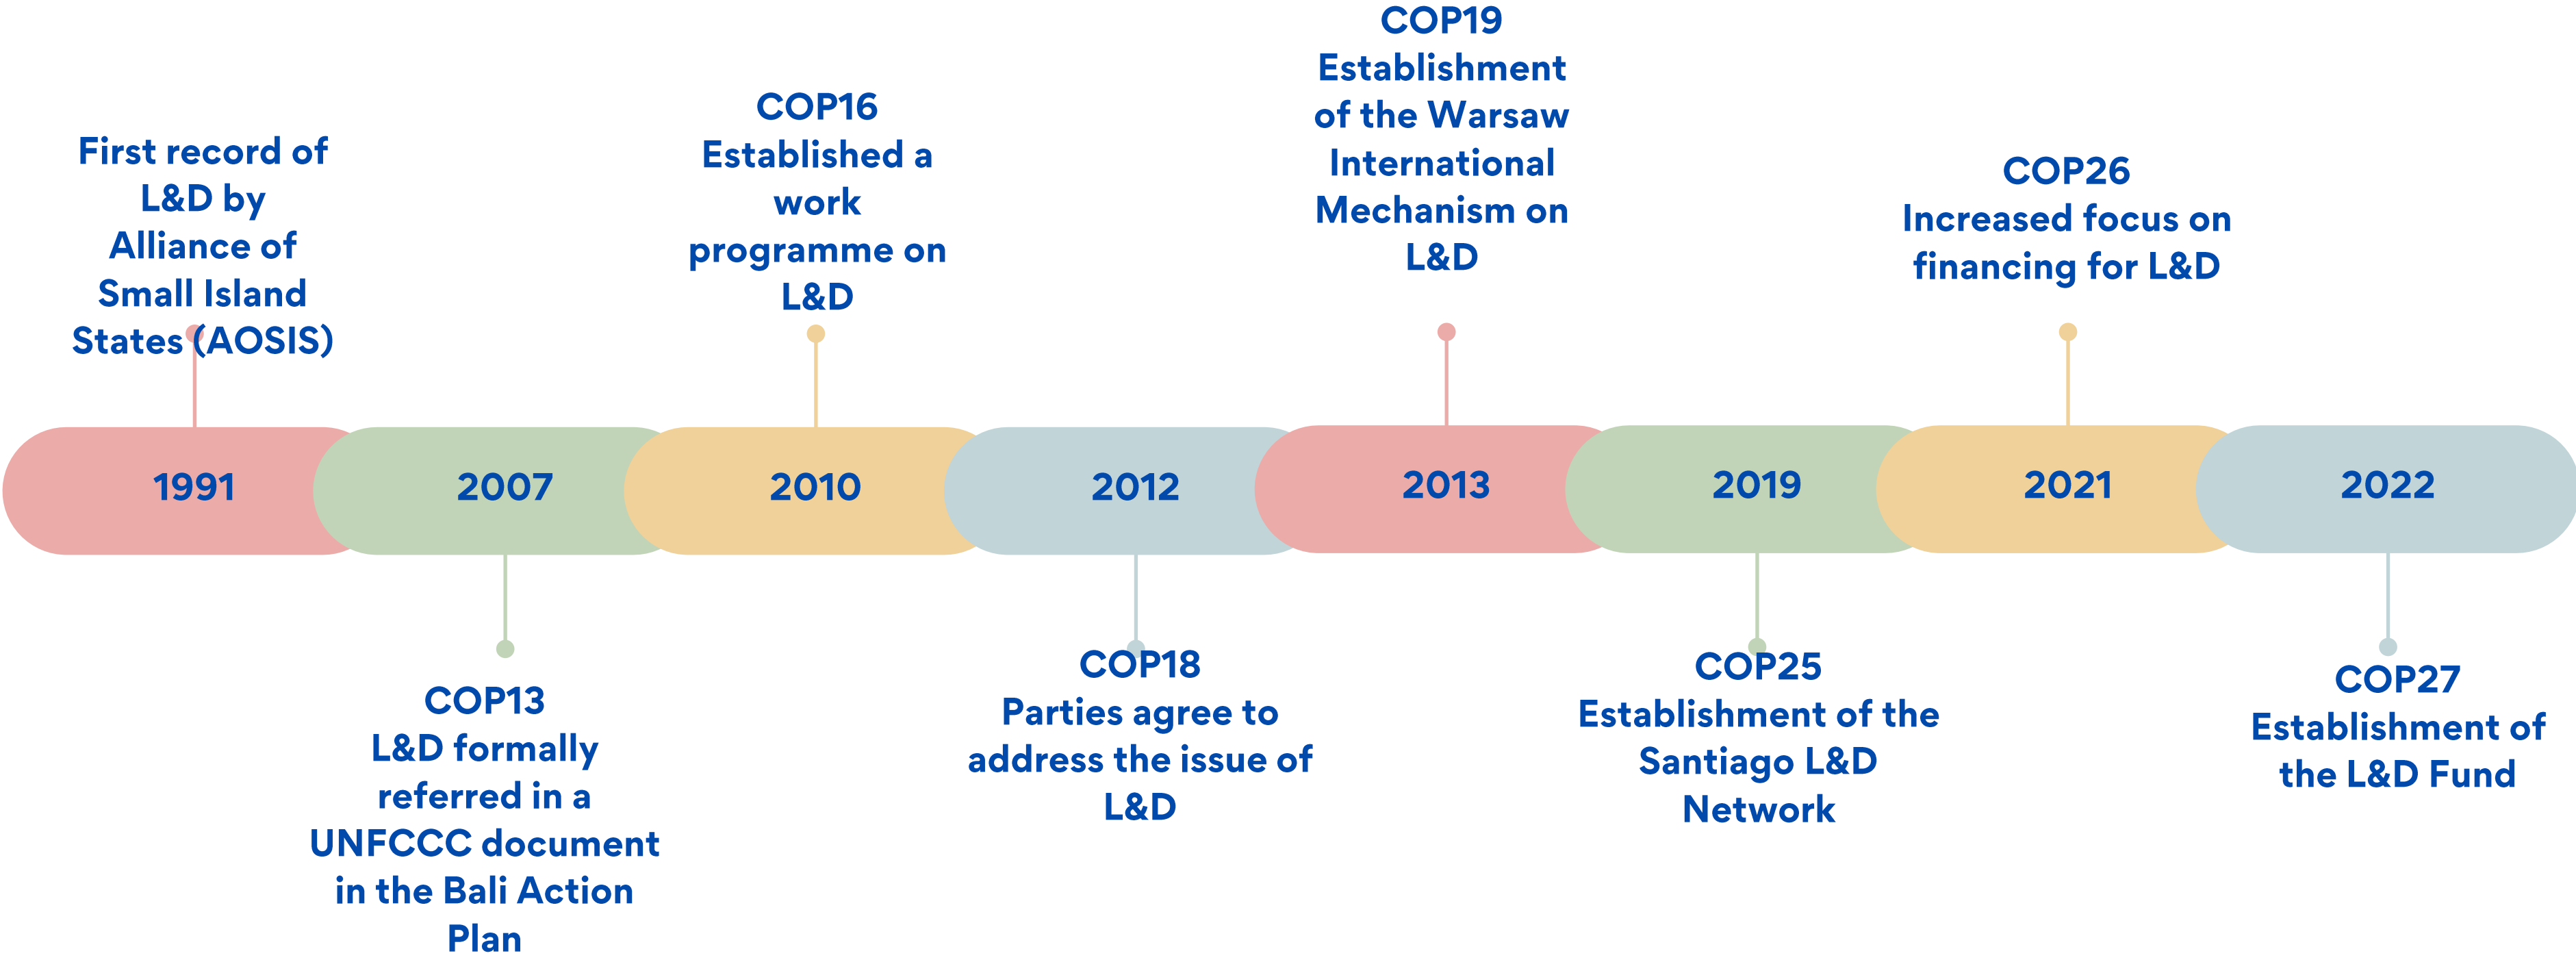 First record of
L&D by
Alliance of
Small Island
States (AOSIS)
1991
COP13
L&D formally
referred in a
UNFCCC document
in the Bali Action
Plan
2007
COP16
Established a
work
programme on
L&D
2010
COP18
Parties agree to
address the issue of
L&D
2012
COP19
Establishment
of the Warsaw
International
Mechanism on
L&D
2013
COP25
Establishment of the
Santiago L&D
Network
2019
COP26
Increased focus on
financing for L&D
2021
COP27
Establishment of
the L&D Fund
2022